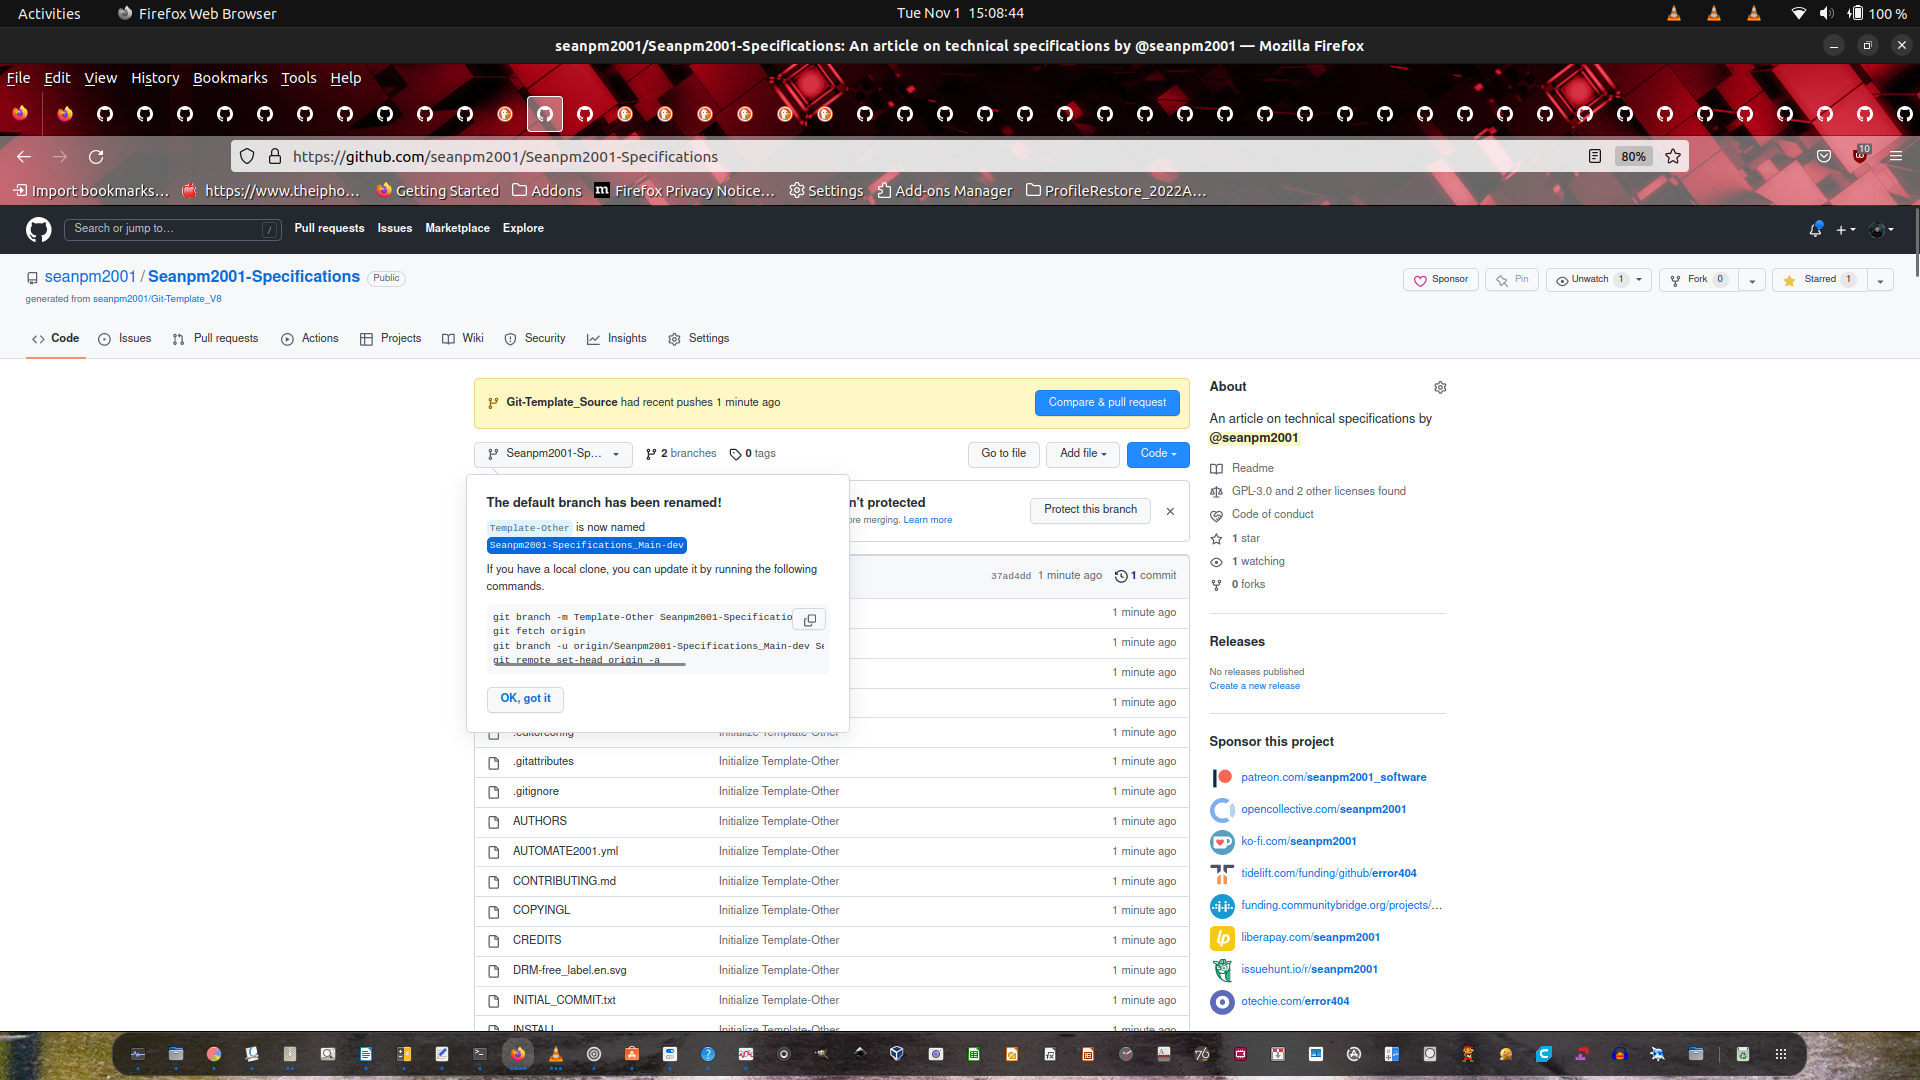 Activities
Firefox Web Browser
Tue Nov 1 15:08:44
100 %
seanpm2001/Seanpm2001-Specifications: An article on technical specifications by @seanpm2001 — Mozilla Firefox
File Edit View History Bookmarks Tools Help
https://github.com/seanpm2001/Seanpm2001-Specifications
80%
10
Import bookmarks…
https://www.theipho…
Getting Started
Addons
Firefox Privacy Notice…
Settings
Add-ons Manager
ProfileRestore_2022A…
Search or jump to…
/
Pull requests
Issues
Marketplace
Explore
seanpm2001 / Seanpm2001-Specifications
Public
generated from seanpm2001/Git-Template_V8
Sponsor
Pin
Unwatch 1
Fork 0
Starred 1
Code
Issues
Pull requests
Actions
Projects
Wiki
Security
Insights
Settings
Git-Template_Source had recent pushes 1 minute ago
Compare & pull request
Seanpm2001-Sp…
2 branches
0 tags
Go to file
Add file
Code
The default branch has been renamed!
Template-Other is now named
Seanpm2001-Specifications_Main-dev
If you have a local clone, you can update it by running the following
commands.
git branch -m Template-Other Seanpm2001-Specificatio
git fetch origin
git branch -u origin/Seanpm2001-Specifications_Main-dev Se
git remote set-head origin -a
OK, got it
n't protected
ore merging. Learn more
Protect this branch
37ad4dd 1 minute ago
1 commit
1 minute ago
1 minute ago
1 minute ago
1 minute ago
.editorconfig Initialize Template-Other 1 minute ago
.gitattributes Initialize Template-Other 1 minute ago
.gitignore Initialize Template-Other 1 minute ago
AUTHORS Initialize Template-Other 1 minute ago
AUTOMATE2001.yml Initialize Template-Other 1 minute ago
CONTRIBUTING.md Initialize Template-Other 1 minute ago
COPYINGL Initialize Template-Other 1 minute ago
CREDITS Initialize Template-Other 1 minute ago
DRM-free_label.en.svg Initialize Template-Other 1 minute ago
INITIAL_COMMIT.txt Initialize Template-Other 1 minute ago
INSTALL Initialize Template-Other 1 minute ago
About
An article on technical specifications by
@seanpm2001
Readme
GPL-3.0 and 2 other licenses found
Code of conduct
1 star
1 watching
0 forks
Releases
No releases published
Create a new release
Sponsor this project
patreon.com/seanpm2001_software
opencollective.com/seanpm2001
ko-fi.com/seanpm2001
tidelift.com/funding/github/error404
funding.communitybridge.org/projects/…
liberapay.com/seanpm2001
issuehunt.io/r/seanpm2001
otechie.com/error404